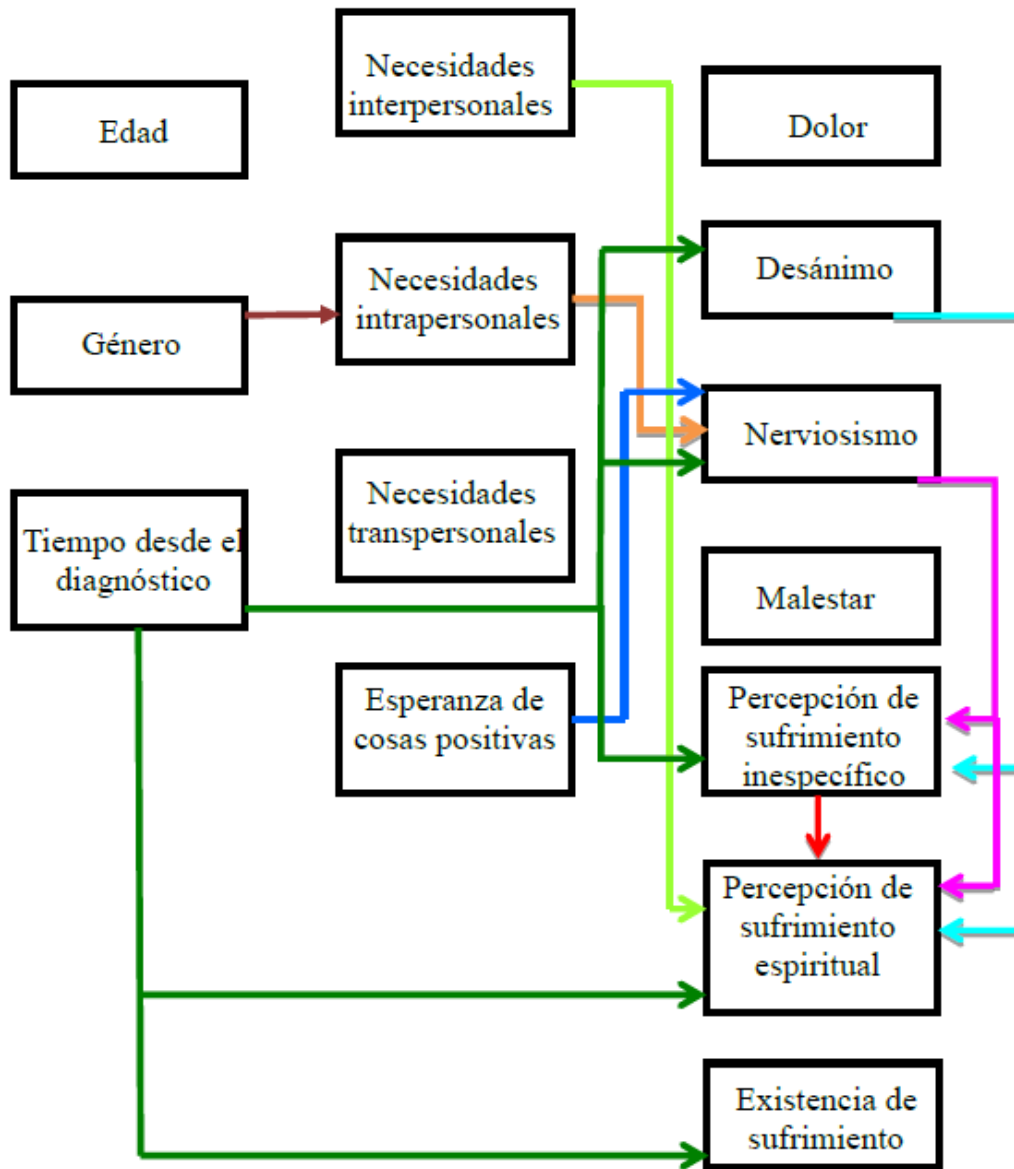 Edad
Género
Tiempo desde el
diagnóstico
Necesidades
interpersonales
Necesidades
intrapersonales
Necesidades
transpersonales
Esperanza de
cosas positivas
Dolor
Desánimo
Nerviosismo
Malestar
Percepción de
sufrimiento
inespecífico
Percepción de
sufrimiento
espiritual
Existencia de
sufrimiento